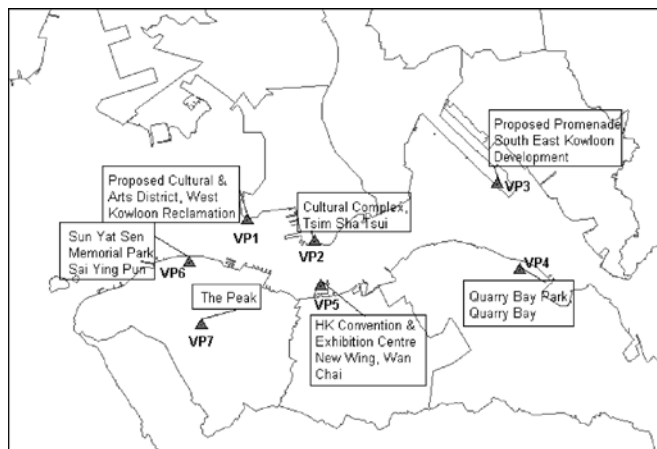 Proposed Promenade
South East Kowloon
Development
VP3
Proposed Cultural &
Arts District, West
Kowloon Reclamation
VP1
Cultural Complex,
Tsim Sha Tsui
VP2
Sun Yat Sen
Memorial Park
Sai Ying Pun
VP6
VP4
Quarry Bay Park,
Quarry Bay
The Peak
VP7
VP5
HK Convention &
Exhibition Centre
New Wing, Wan
Chai